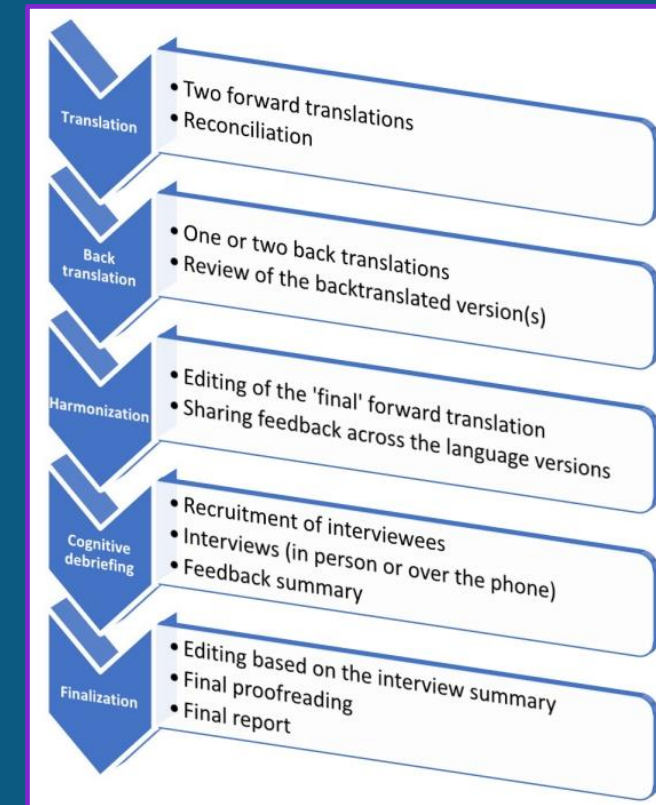 Translation
• Two forward translations
• Reconciliation
Back
translation
• One or two back translations
• Review of the backtranslated version(s)
Harmonization
• Editing of the 'final' forward translation
• Sharing feedback across the language versions
Cognitive
debriefing
• Recruitment of interviewees
• Interviews (in person or over the phone)
• Feedback summary
Finalization
• Editing based on the interview summary
• Final proofreading
• Final report